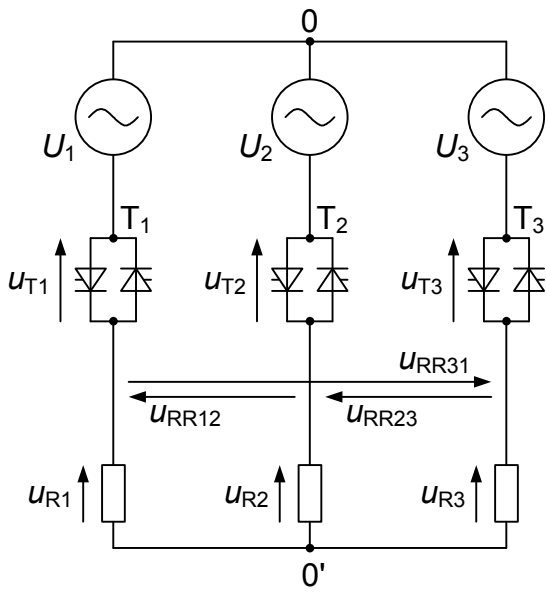 0
U1 U2 U3
T1 T2 T3
uT1 uT2 uT3
uRR31
uRR12 uRR23
uR1 uR2 uR3
0'